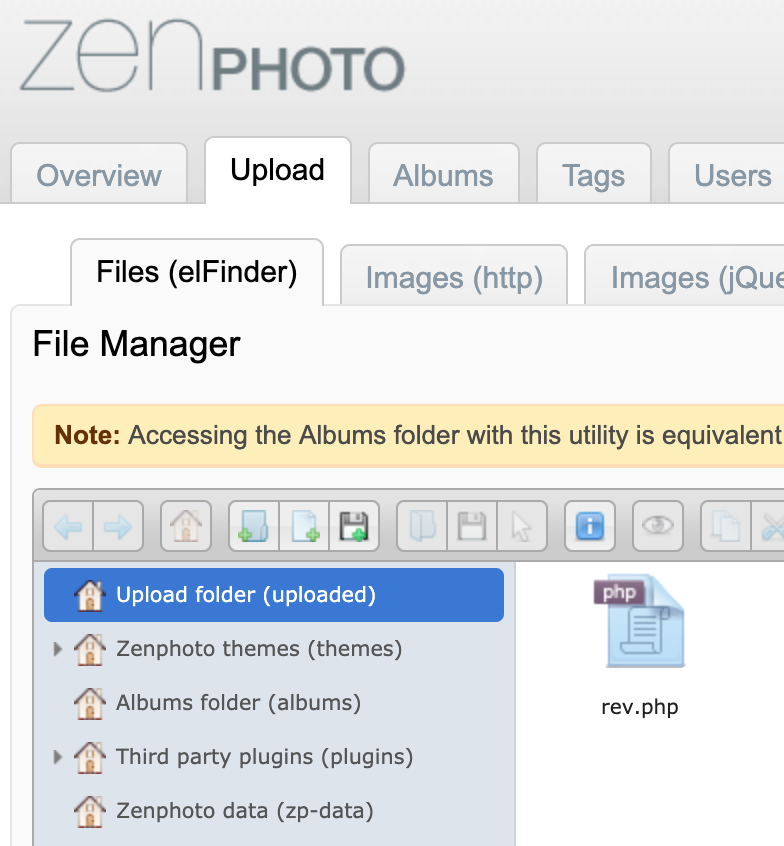 zenPHOTO
Overview Upload Albums Tags Users
Files (elFinder) Images (http) Images (jQue
File Manager
Note: Accessing the Albums folder with this utility is equivalent
Upload folder (uploaded)
Zenphoto themes (themes)
Albums folder (albums)
Third party plugins (plugins)
Zenphoto data (zp-data)
php
rev.php